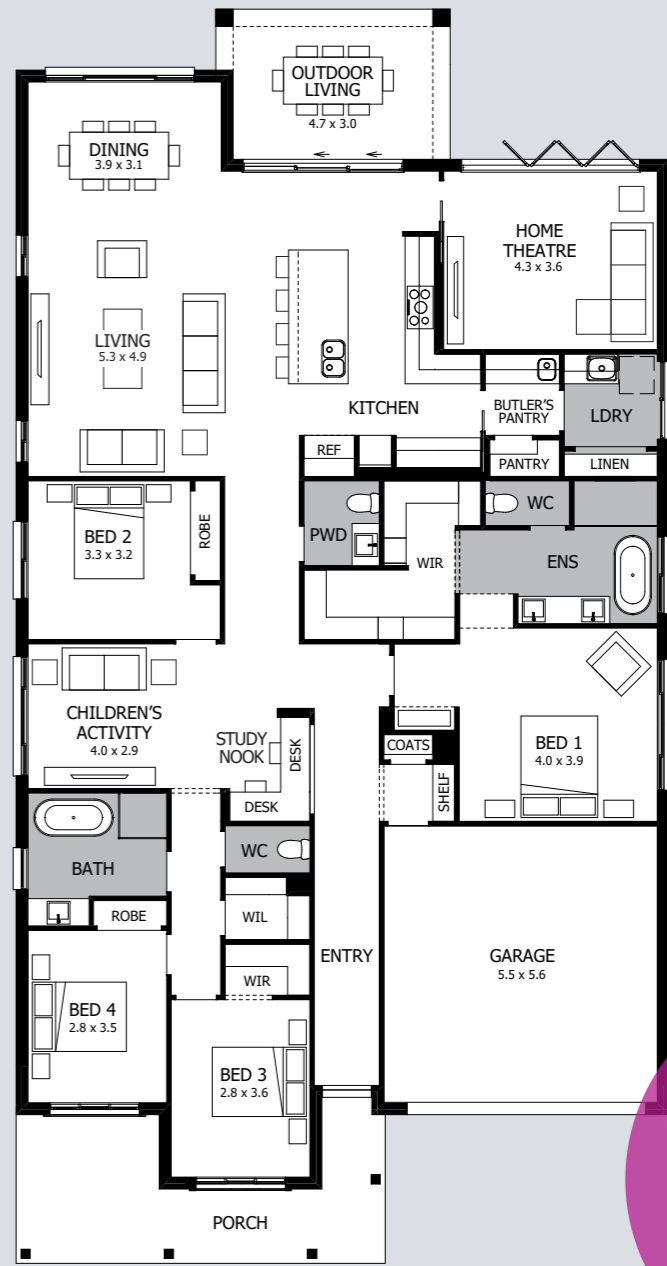 OUTDOOR
LIVING
4.7 x 3.0
DINING
3.9 x 3.1
HOME
THEATRE
4.3 x 3.6
LIVING
5.3 x 4.9
KITCHEN
BUTLER'S
PANTRY
LDRY
REF
PANTRY
LINEN
BED 2
3.3 x 3.2
ROBE
PWD
WIR
WC
ENS
CHILDREN'S
ACTIVITY
4.0 x 2.9
STUDY
NOOK
DESK
DESK
COATS
SHELF
BED 1
4.0 x 3.9
BATH
WC
ROBE
WIL
WIR
ENTRY
GARAGE
5.5 x 5.6
BED 4
2.8 x 3.5
BED 3
2.8 x 3.6
PORCH